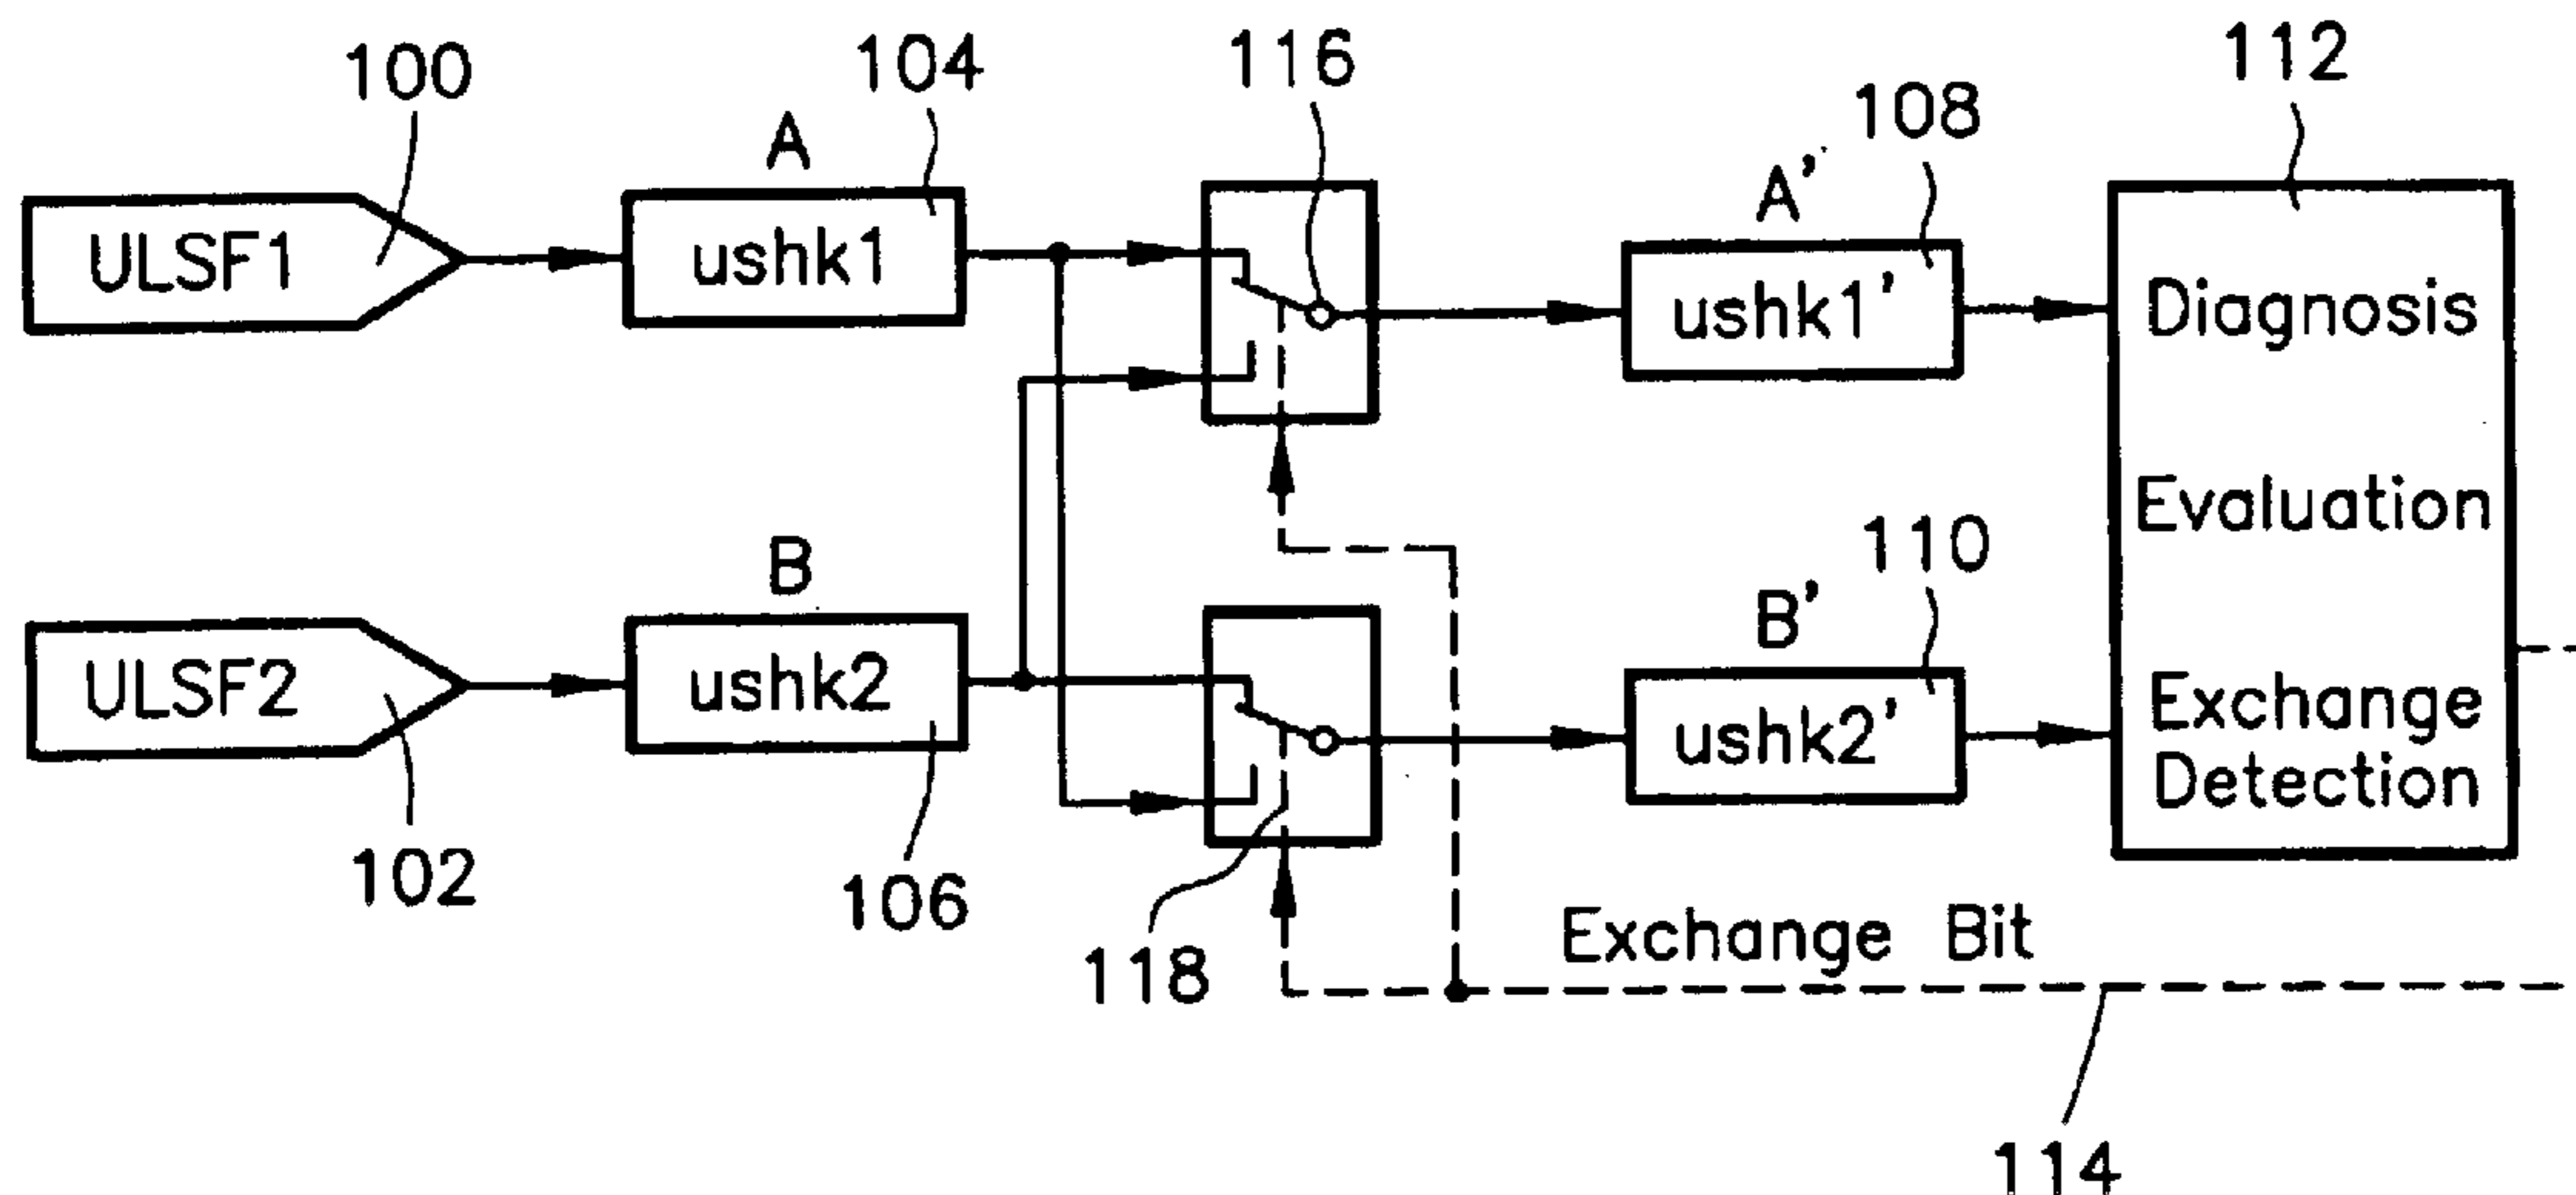 100
104
116
112
A
108
A'
ULSF1
ushk1
ushk1'
Diagnosis
Evaluation
B
110
B'
ULSF2
ushk2
ushk2'
Exchange
Detection
102
106
118
Exchange Bit
114